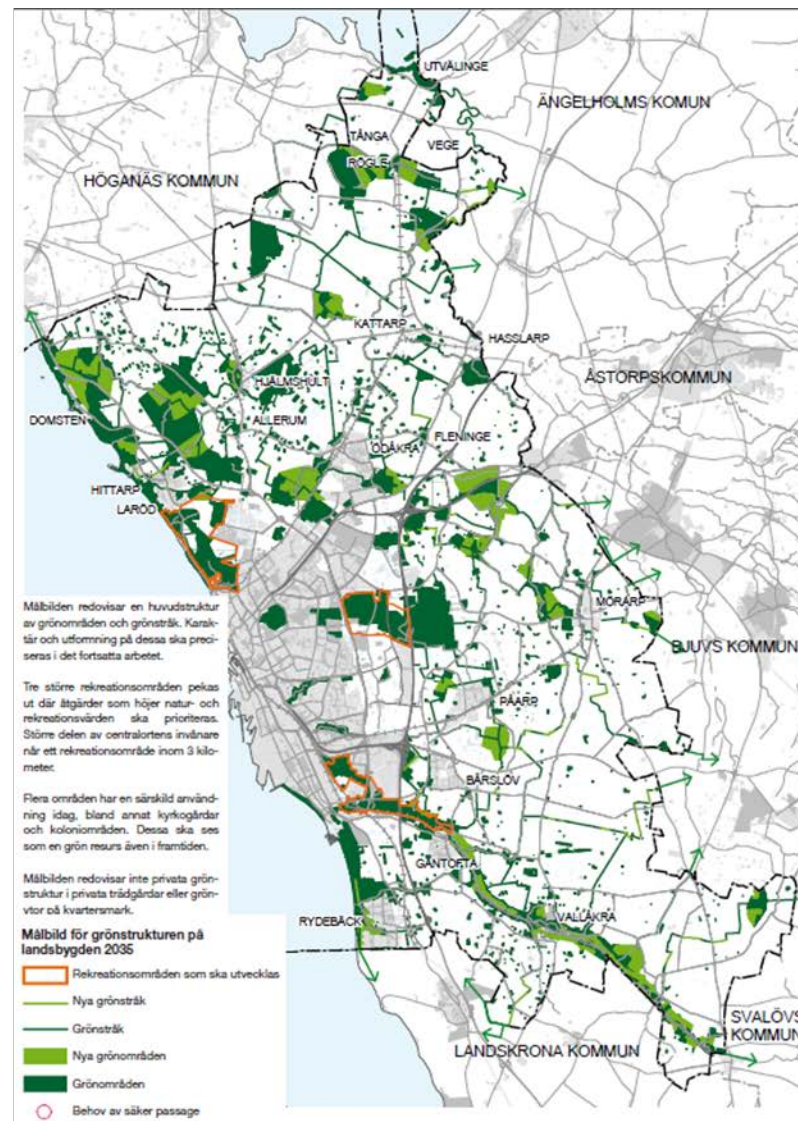 UTVÄLINGE
ÄNGELHOLMS KOMUN
TÅNGA
VEGE
RÖGLE
HÖGANÄS KOMMUN
KATTARP
HASSLARP
ÅSTORPSKOMMUN
HJÄLMSHULT
DOMSTEN
ALLERUM
ÖDÅKRA
FLENINGE
HITTARP
LARÖD
MÖRARP
BJUVS KOMMUN
PÅARP
BÅRSLÖV
GANTOFTA
RYDEBÄCK
VALLÅKRA
SVALÖVS
KOMMUN
LANDSKRONA KOMMUN
Målbilden redovisar en huvudstruktur
av grönområden och grönstråk. Karak-
tär och utformning på dessa ska preci-
seras i det fortsatta arbetet.
Tre större rekreationsområden pekas
ut där åtgärder som höjer natur- och
rekreationsvärden ska prioriteras.
Större delen av centralortens invånare
når ett rekreationsområde inom 3 kilo-
meter.
Flera områden har en särskild använd-
ning idag, bland annat kyrkogårdar
och koloniområden. Dessa ska ses
som en grön resurs även i framtiden.
Målbilden redovisar inte privata grön-
struktur i privata trädgårdar eller grön-
ytor på kvartersmark.
Målbild för grönstrukturen på
landsbygden 2035
Rekreationsområden som ska utvecklas
Nya grönstråk
Grönstråk
Nya grönområden
Grönområden
Behov av säker passage